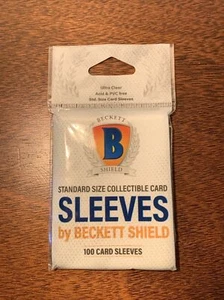 Ultra Clear
Acid & PVC Free
Std. Size Card Sleeves
BECKETT
B
SHIELD
STANDARD SIZE COLLECTIBLE CARD
SLEEVES
by BECKETT SHIELD
100 CARD SLEEVES